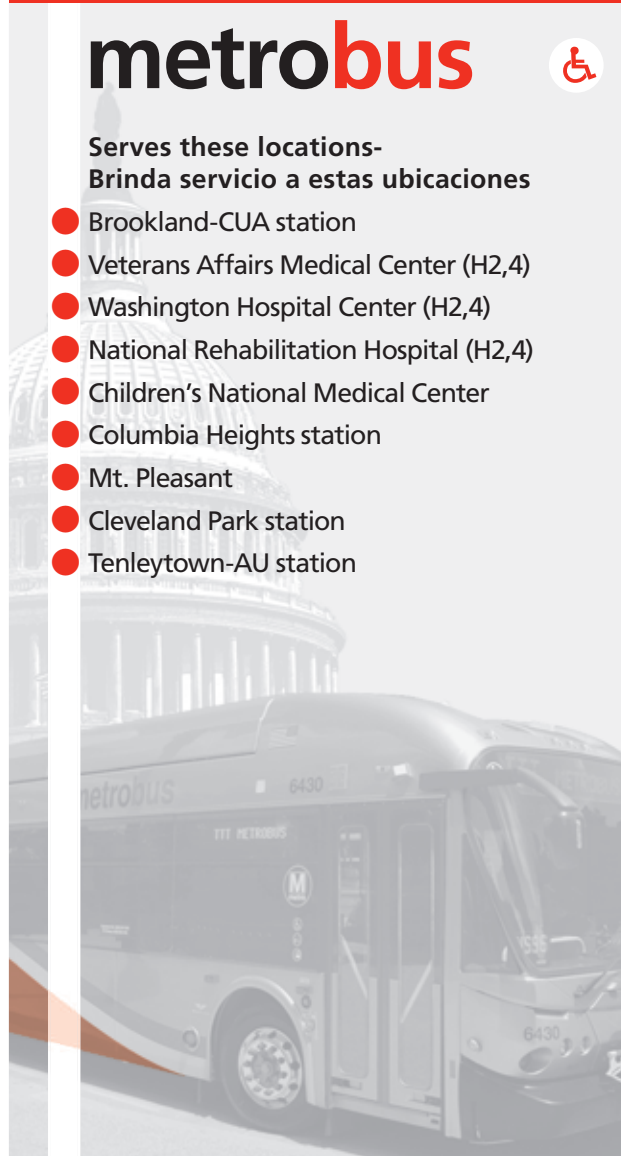 metrobus
Serves these locations-
Brinda servicio a estas ubicaciones
Brookland-CUA station
Veterans Affairs Medical Center (H2,4)
Washington Hospital Center (H2,4)
National Rehabilitation Hospital (H2,4)
Children’s National Medical Center
Columbia Heights station
Mt. Pleasant
Cleveland Park station
Tenleytown-AU station
metrobus
6430
TTT METROBUS
M
6430